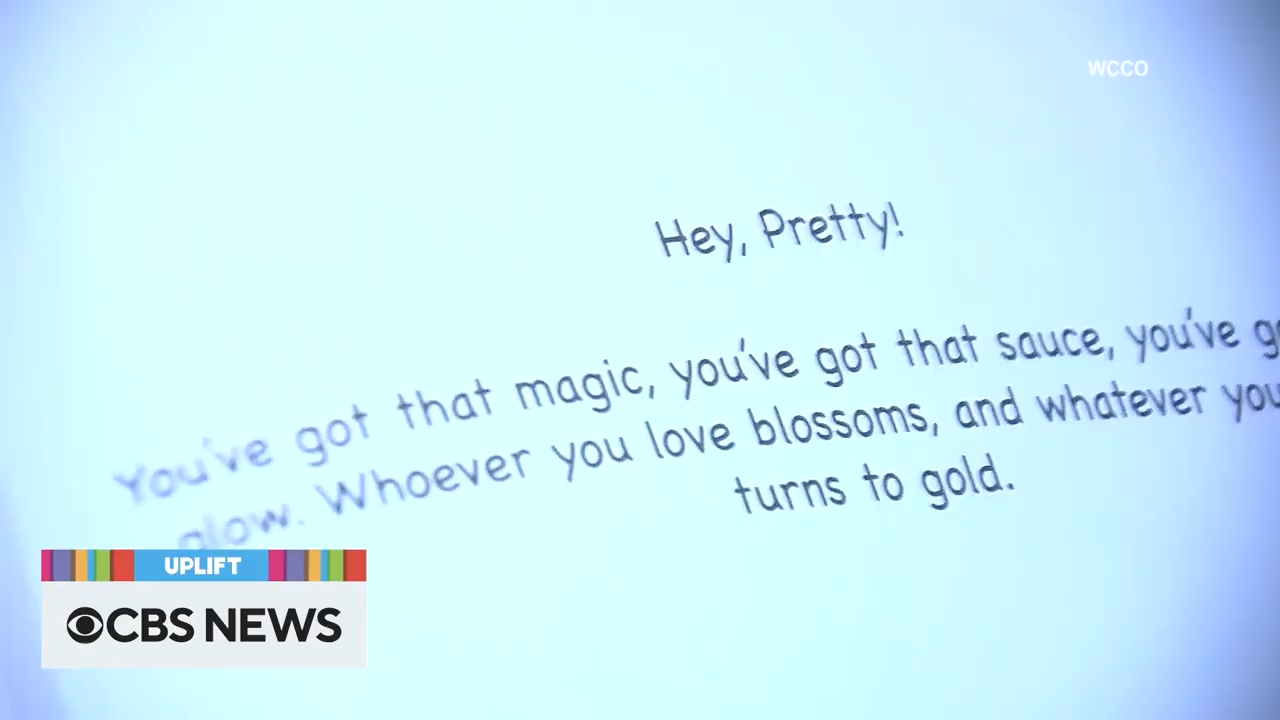 WCCO
Hey, Pretty!
You've got that magic, you've got that sauce, you've
glow. Whoever you love blossoms, and whatever you
turns to gold.
UPLIFT
CBS NEWS